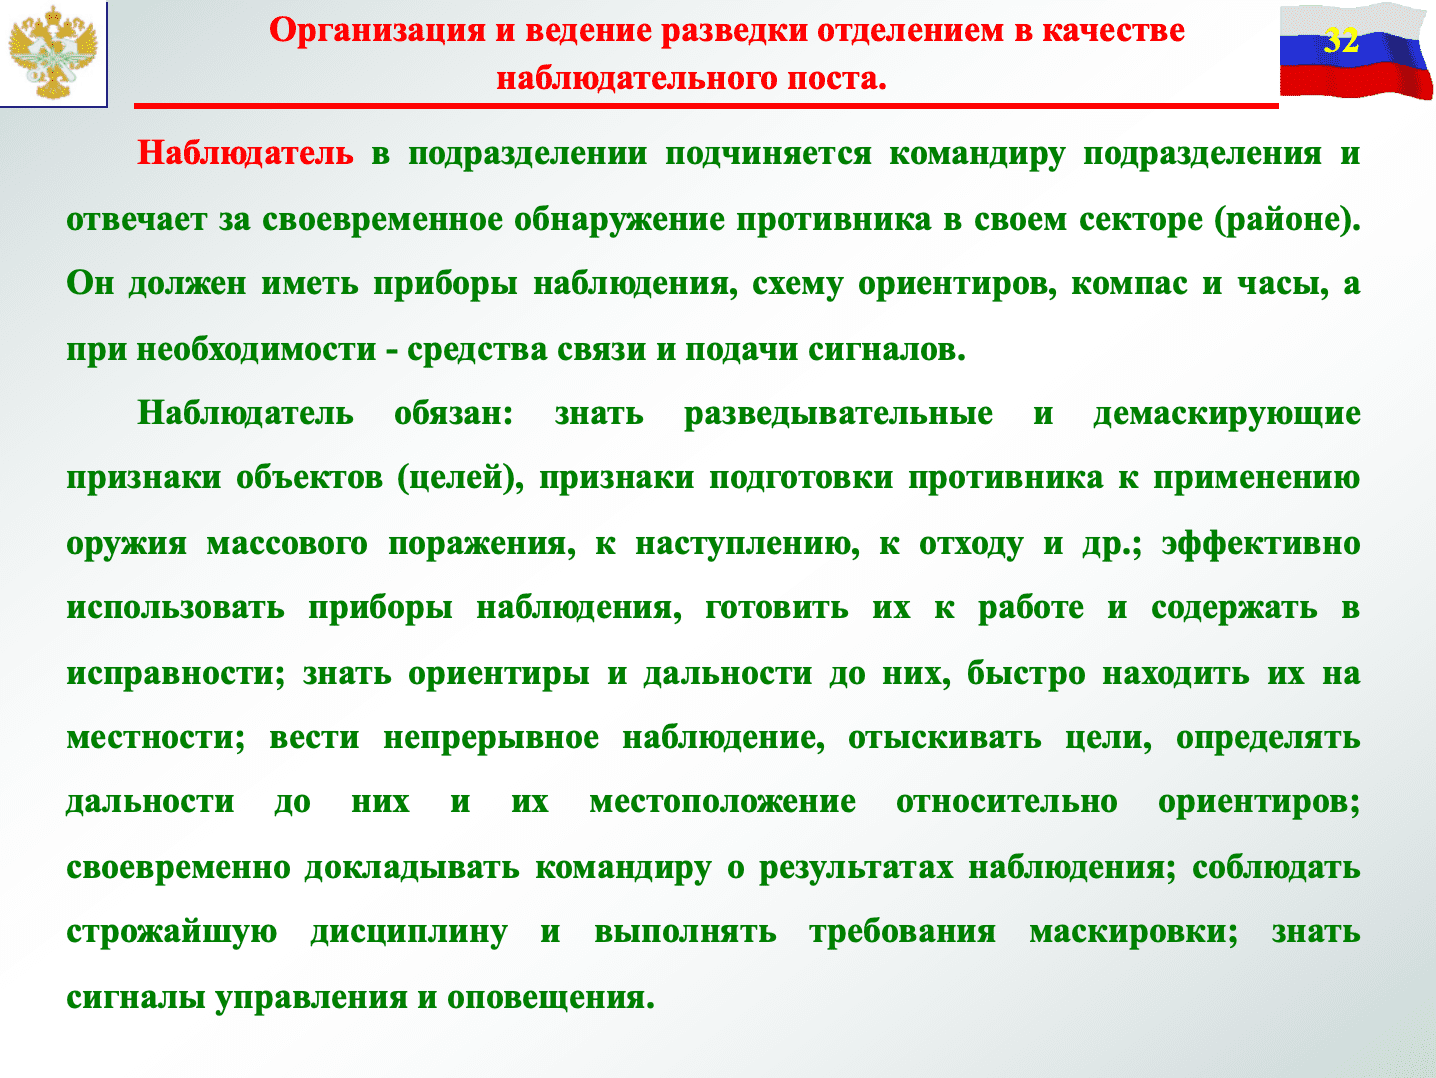 Организация и ведение разведки отделением в качестве
наблюдательного поста.
32
Наблюдатель в подразделении подчиняется командиру подразделения и
отвечает за своевременное обнаружение противника в своем секторе (районе).
Он должен иметь приборы наблюдения, схему ориентиров, компас и часы, а
при необходимости - средства связи и подачи сигналов.
Наблюдатель обязан: знать разведывательные и демаскирующие
признаки объектов (целей), признаки подготовки противника к применению
оружия массового поражения, к наступлению, к отходу и др.; эффективно
использовать приборы наблюдения, готовить их к работе и содержать в
исправности; знать ориентиры и дальности до них, быстро находить их на
местности; вести непрерывное наблюдение, отыскивать цели, определять
дальности до них и их местоположение относительно ориентиров;
своевременно докладывать командиру о результатах наблюдения; соблюдать
строжайшую дисциплину и выполнять требования маскировки; знать
сигналы управления и оповещения.